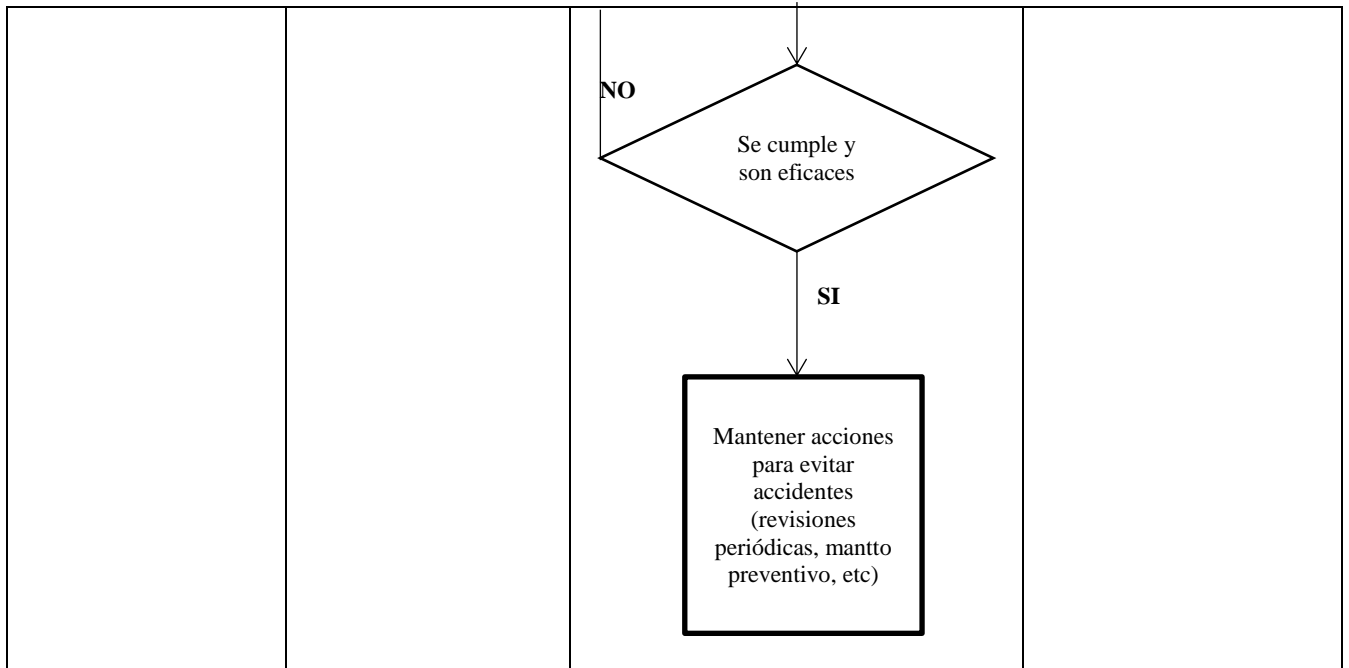 NO
Se cumple y
son eficaces
SI
Mantener acciones
para evitar
accidentes
(revisiones
periódicas, mantto
preventivo, etc)